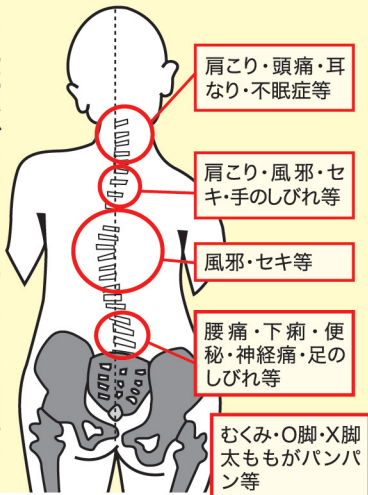 肩こり・頭痛・耳
なり・不眠症等
肩こり・風邪・セ
キ・手のしびれ等
風邪・セキ等
腰痛・下痢・便
秘・神経痛・足の
しびれ等
むくみ・O脚・X脚
太ももがパンパ
ン等